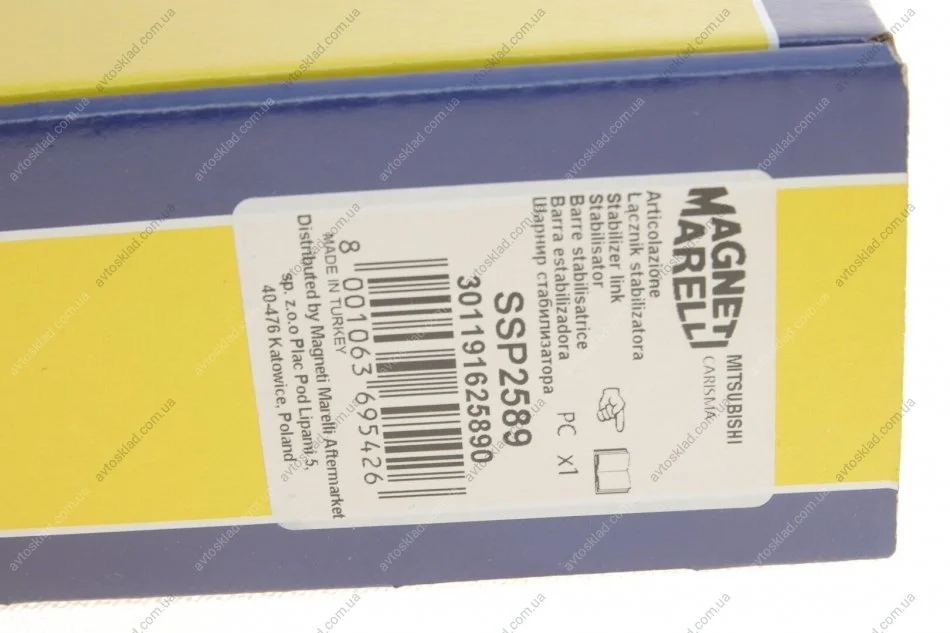 MAGNETI
MARELLI
MITSUBISHI
CARISMA
Articolazione
Łącznik stabilizatora
Stabilizer link
Stabilisator
Barre stabilisatrice
Barra estabilizadora
Шарнир стабилизатора
PC x1
SSP2589
301191625890
8 001063 695426
MADE IN TURKEY
Distributed by Magneti Marelli Aftermarket
sp. z.o.o Plac Pod Lipami 5,
40-476 Katowice, Poland
avtosklad.com.ua